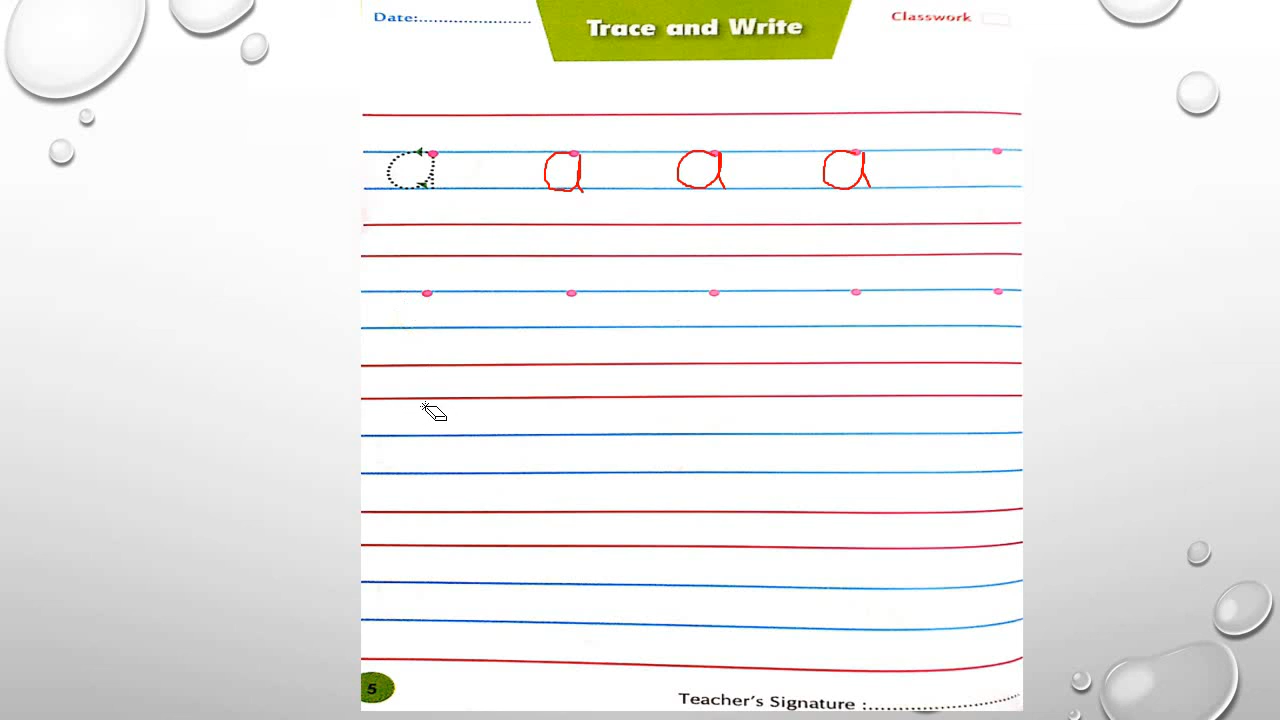 Date:..............................
Trace and Write
Classwork
a a a a
5
Teacher's Signature :..............................